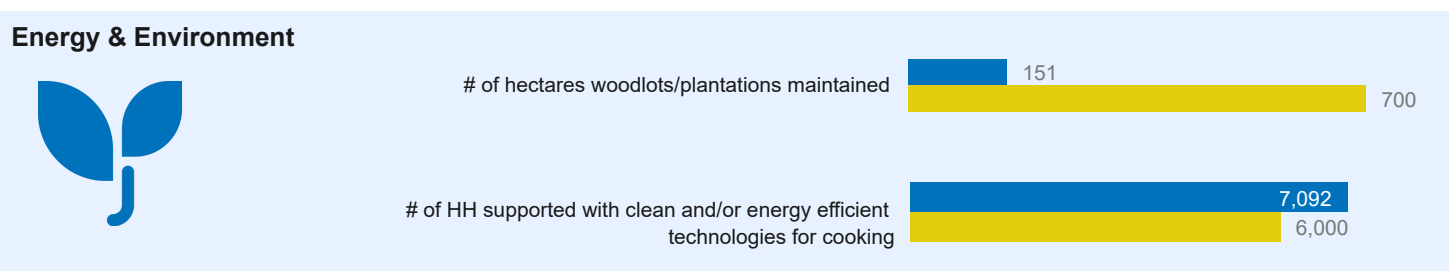 Energy & Environment
# of hectares woodlots/plantations maintained
151
700
# of HH supported with clean and/or energy efficient
technologies for cooking
7,092
6,000